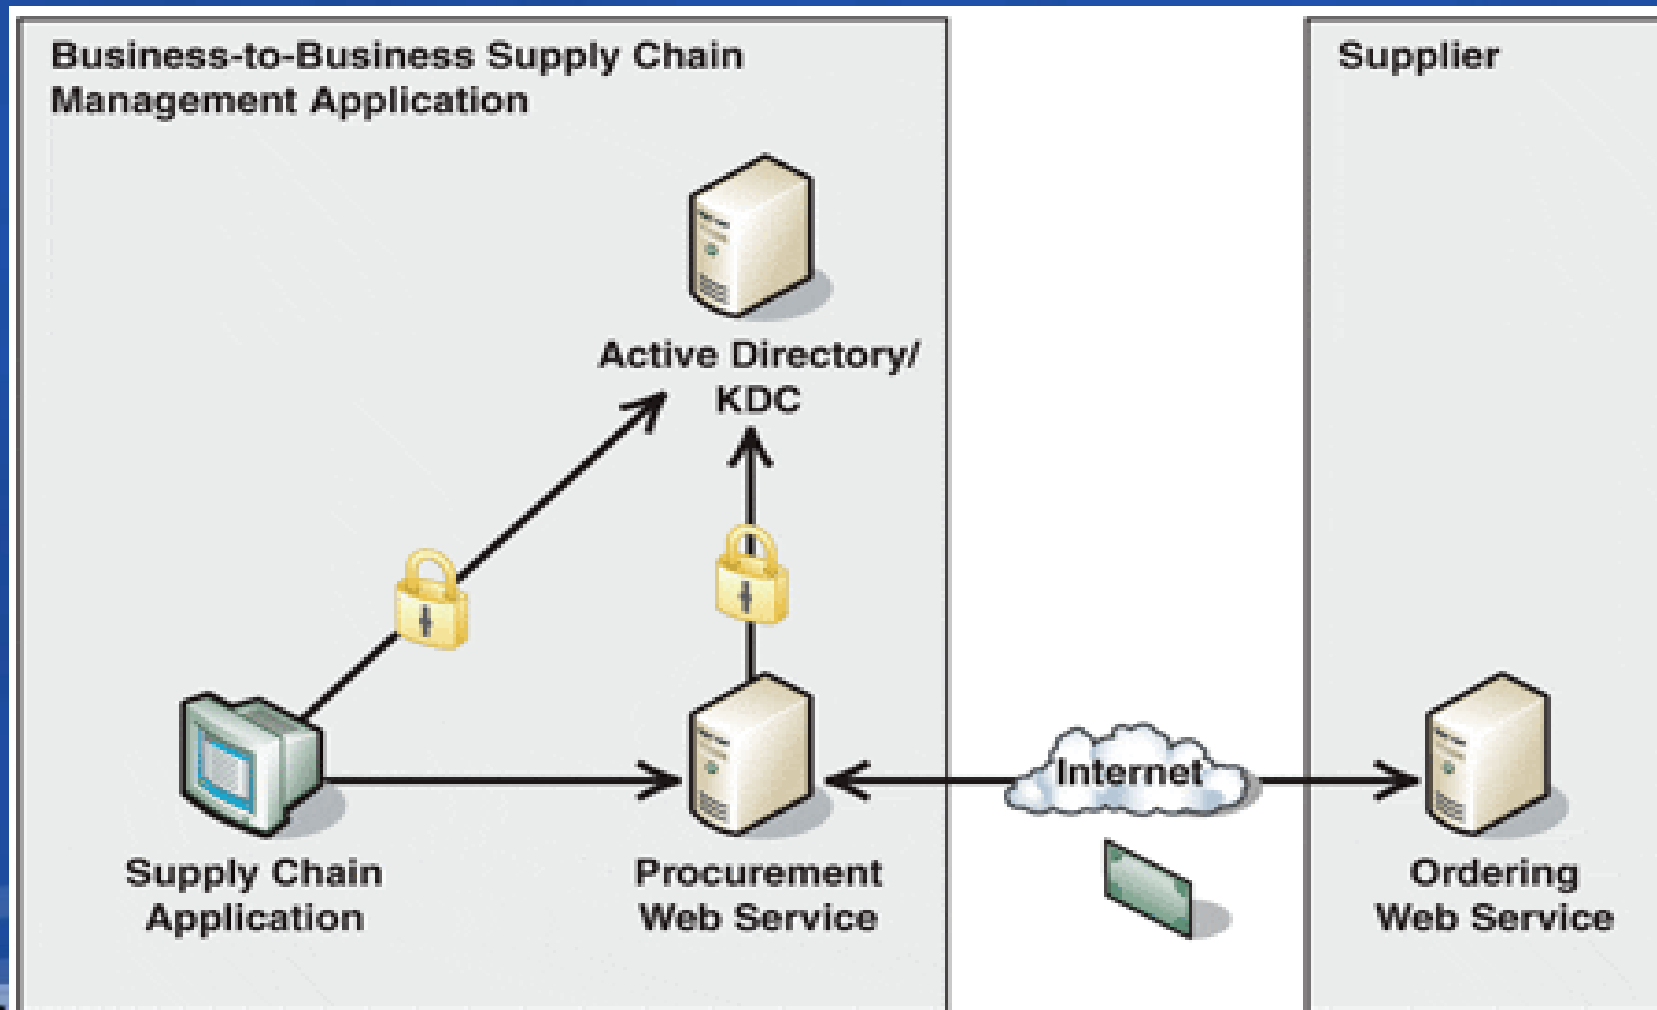 Business-to-Business Supply Chain
Management Application
Supplier
Active Directory/
KDC
Internet
Supply Chain
Application
Procurement
Web Service
Ordering
Web Service